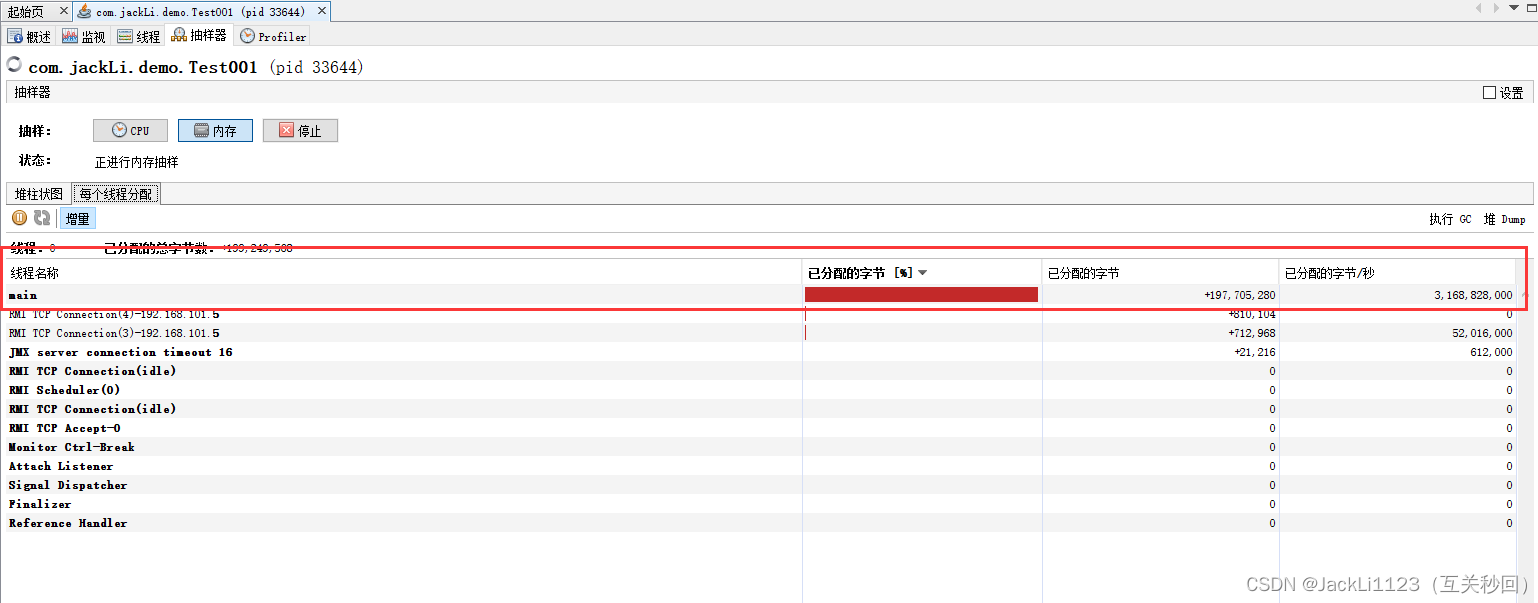 起始页 com.jackLi.demo.Test001 (pid 33644)
概述 监视 线程 抽样器 Profiler
com.jackLi.demo.Test001 (pid 33644)
抽样器 设置
抽样： CPU 内存 停止
状态： 正进行内存抽样
堆柱状图 每个线程分配
增量 执行 GC 堆 Dump
线程： 已分配的总字节数：
线程名称 已分配的字节 [%] 已分配的字节 已分配的字节/秒
main +197,705,280 3,168,828,000
RMI TCP Connection(4)-192.168.101.5 +810,104 0
RMI TCP Connection(3)-192.168.101.5 +712,968 52,016,000
JMX server connection timeout 16 +21,216 612,000
RMI TCP Connection(idle) 0 0
RMI Scheduler(0) 0 0
RMI TCP Connection(idle) 0 0
RMI TCP Accept-0 0 0
Monitor Ctrl-Break 0 0
Attach Listener 0 0
Signal Dispatcher 0 0
Finalizer 0 0
Reference Handler 0 0
CSDN @JackLi1123（互关秒回）